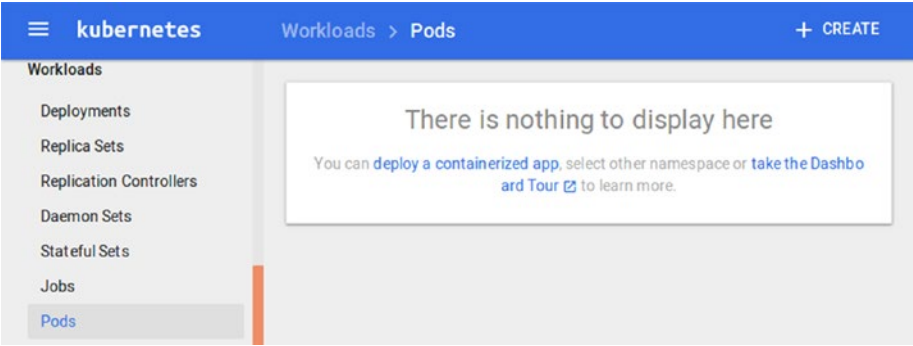 kubernetes
Workloads > Pods
+ CREATE
Workloads
Deployments
Replica Sets
Replication Controllers
Daemon Sets
Stateful Sets
Jobs
Pods
There is nothing to display here
You can deploy a containerized app, select other namespace or take the Dashbo
ard Tour to learn more.